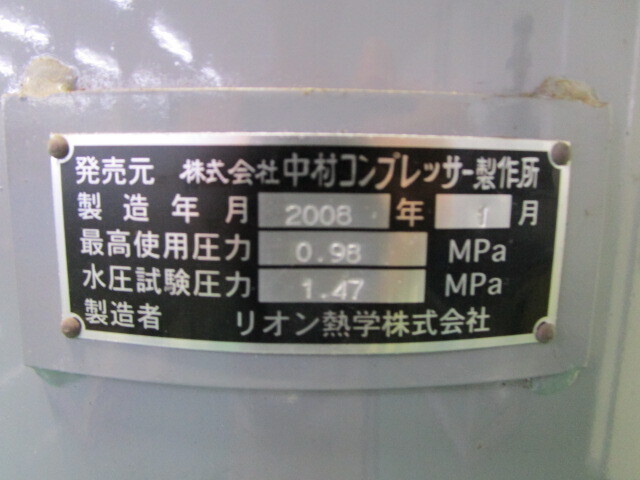 発売元 株式会社中村コンプレッサー製作所
製造年月 2008 年 1 月
最高使用圧力 0.98 MPa
水圧試験圧力 1.47 MPa
製造者 リオン熱学株式会社